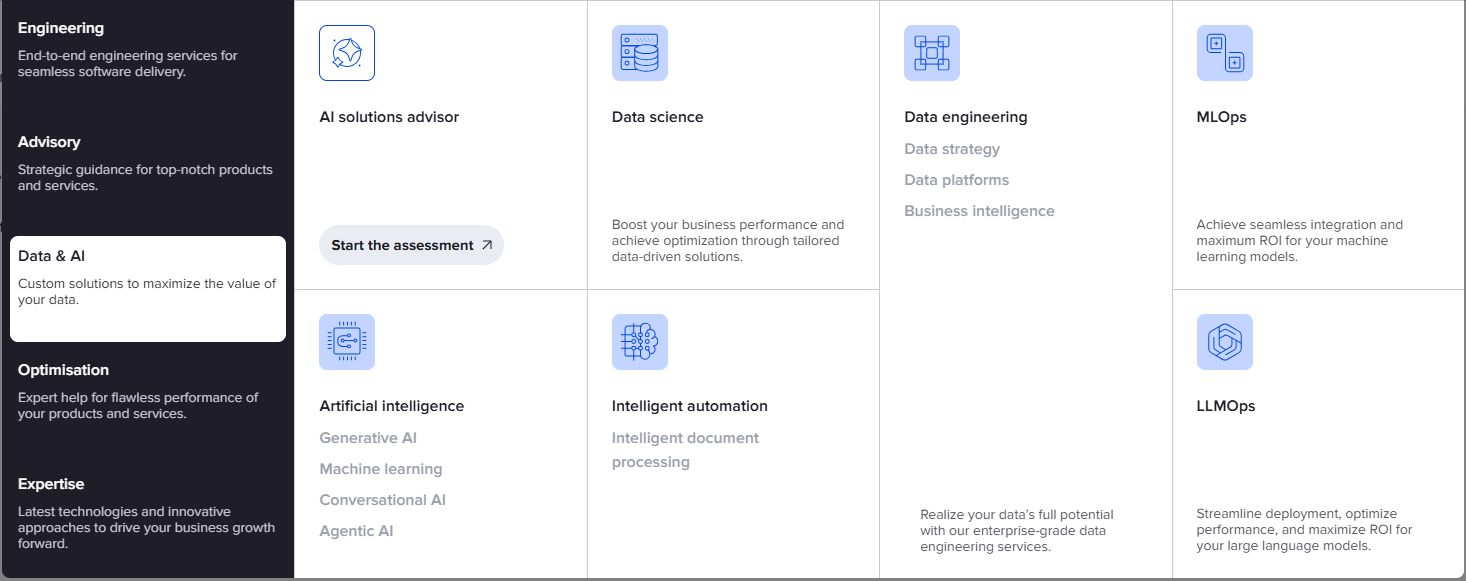 Engineering
End-to-end engineering services for
seamless software delivery.
Advisory
Strategic guidance for top-notch products
and services.
Data & AI
Custom solutions to maximize the value of
your data.
Optimisation
Expert help for flawless performance of
your products and services.
Expertise
Latest technologies and innovative
approaches to drive your business growth
forward.
AI solutions advisor
Start the assessment
Data science
Boost your business performance and
achieve optimization through tailored
data-driven solutions.
Data engineering
Data strategy
Data platforms
Business intelligence
Realize your data’s full potential
with our enterprise-grade data
engineering services.
MLOps
Achieve seamless integration and
maximum ROI for your machine
learning models.
Artificial intelligence
Generative AI
Machine learning
Conversational AI
Agentic AI
Intelligent automation
Intelligent document
processing
LLMOps
Streamline deployment, optimize
performance, and maximize ROI for
your large language models.